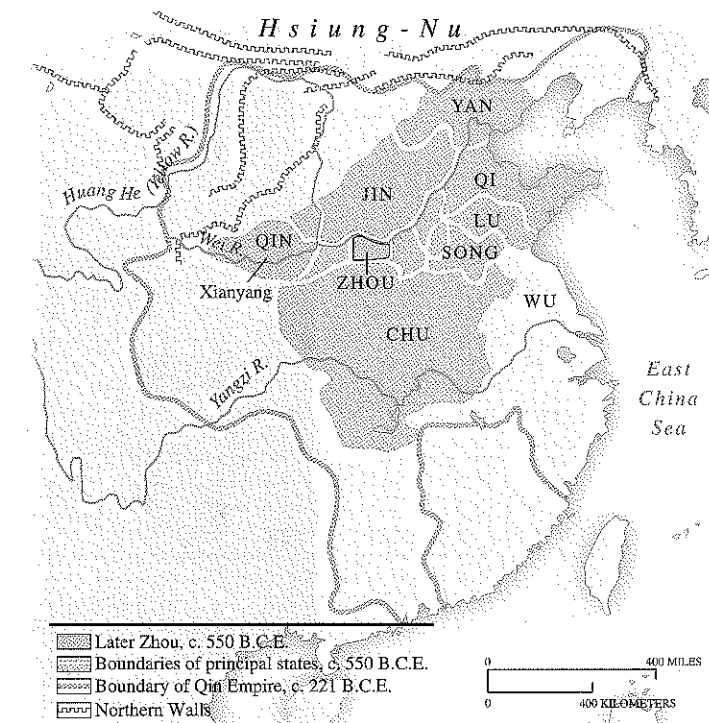 Hsiung-Nu
YAN
Huang He (Yellow R.)
JIN
QI
LU
Wei R.
QIN
SONG
ZHOU
Xianyang
WU
CHU
Yangzi R.
East
China
Sea
Later Zhou, c. 550 B.C.E.
Boundaries of principal states, c. 550 B.C.E.
Boundary of Qin Empire, c. 221 B.C.E.
Northern Walls
0 400 MILES
0 400 KILOMETERS